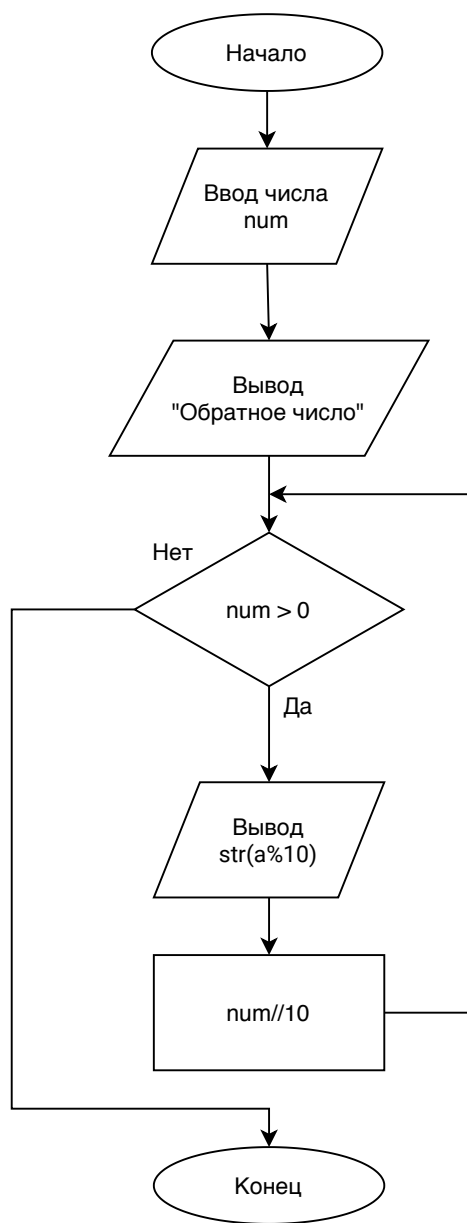 Начало
Ввод числа
num
Вывод
"Обратное число"
Нет
num > 0
Да
Вывод
str(a%10)
num//10
Конец